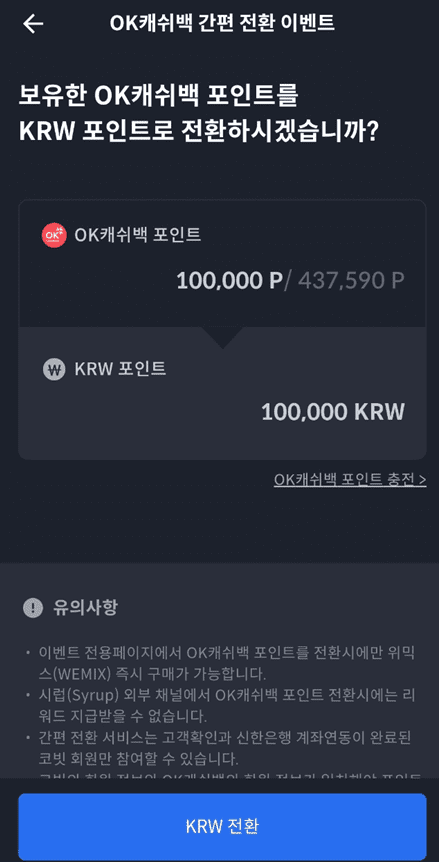 OK캐쉬백 간편 전환 이벤트
보유한 OK캐쉬백 포인트를
KRW 포인트로 전환하시겠습니까?
OK
OK캐쉬백 포인트
100,000 P/ 437,590 P
₩ KRW 포인트
100,000 KRW
OK캐쉬백 포인트 충전 >
유의사항
• 이벤트 전용페이지에서 OK캐쉬백 포인트를 전환시에만 위믹
스(WEMIX) 즉시 구매가 가능합니다.
• 시럽(Syrup) 외부 채널에서 OK캐쉬백 포인트 전환시에는 리
워드 지급받을 수 없습니다.
• 간편 전환 서비스는 고객확인과 신한은행 계좌연동이 완료된
코빗 회원만 참여할 수 있습니다.
KRW 전환